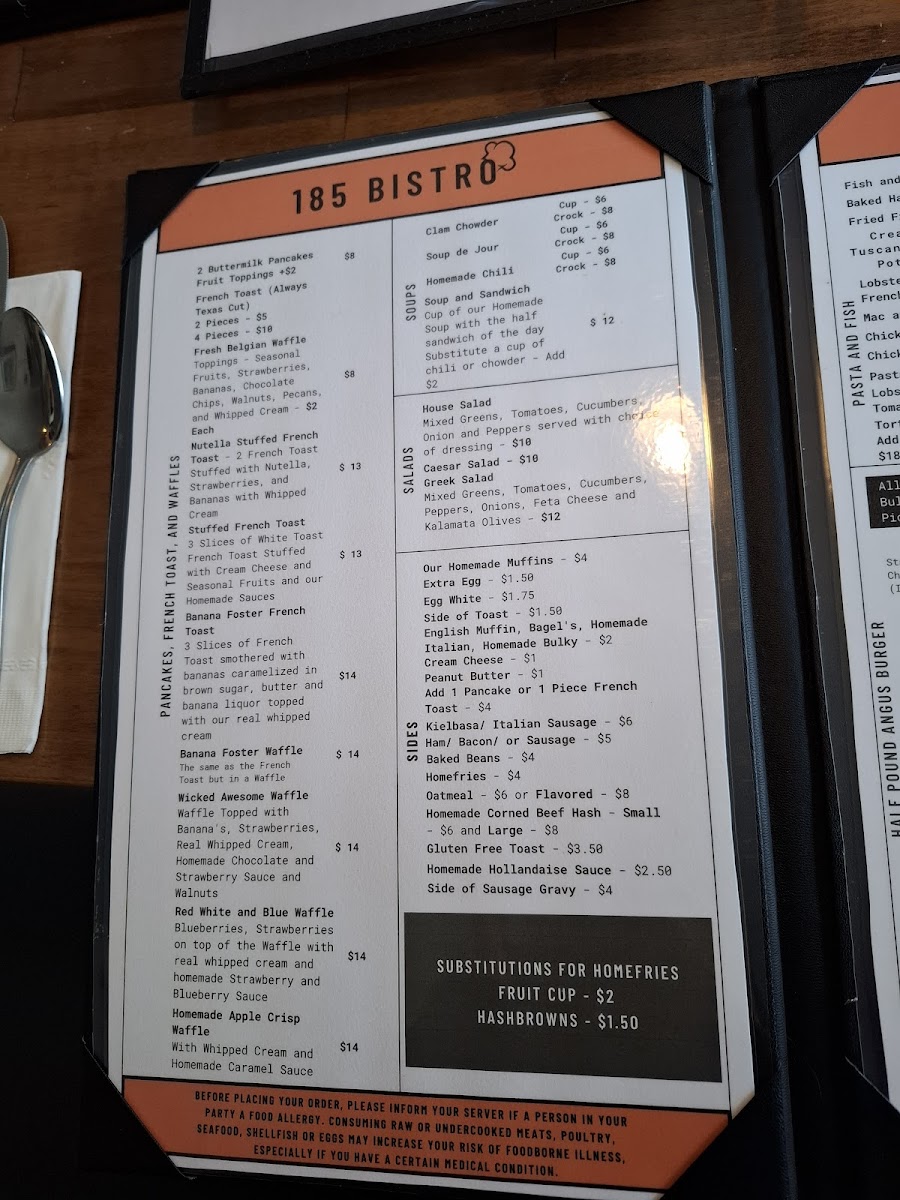 185 BISTRO
PANCAKES, FRENCH TOAST, AND WAFFLES
2 Buttermilk Pancakes $8
Fruit Toppings +$2
French Toast (Always
Texas Cut)
2 Pieces - $5
4 Pieces - $10
Fresh Belgian Waffle
Toppings - Seasonal
Fruits, Strawberries,
Bananas, Chocolate $8
Chips, Walnuts, Pecans,
and Whipped Cream - $2
Each
Nutella Stuffed French
Toast - 2 French Toast
Stuffed with Nutella, $ 13
Strawberries, and
Bananas with Whipped
Cream
Stuffed French Toast
3 Slices of White Toast
French Toast Stuffed $ 13
with Cream Cheese and
Seasonal Fruits and our
Homemade Sauces
Banana Foster French
Toast
3 Slices of French
Toast smothered with
bananas caramelized in $14
brown sugar, butter and
banana liquor topped
with our real whipped
cream
Banana Foster Waffle $ 14
The same as the French
Toast but in a Waffle
Wicked Awesome Waffle
Waffle Topped with
Banana's, Strawberries,
Real Whipped Cream, $ 14
Homemade Chocolate and
Strawberry Sauce and
Walnuts
Red White and Blue Waffle
Blueberries, Strawberries
on top of the Waffle with
real whipped cream and $14
homemade Strawberry and
Blueberry Sauce
Homemade Apple Crisp
Waffle
With Whipped Cream and $14
Homemade Caramel Sauce
SOUPS
Clam Chowder Cup - $6
Crock - $8
Soup de Jour Cup - $6
Crock - $8
Homemade Chili Cup - $6
Crock - $8
Soup and Sandwich
Cup of our Homemade
Soup with the half $ 12
sandwich of the day
Substitute a cup of
chili or chowder - Add
$2
SALADS
House Salad
Mixed Greens, Tomatoes, Cucumbers,
Onion and Peppers served with choice
of dressing - $10
Caesar Salad - $10
Greek Salad
Mixed Greens, Tomatoes, Cucumbers,
Peppers, Onions, Feta Cheese and
Kalamata Olives - $12
SIDES
Our Homemade Muffins - $4
Extra Egg - $1.50
Egg White - $1.75
Side of Toast - $1.50
English Muffin, Bagel's, Homemade
Italian, Homemade Bulky - $2
Cream Cheese - $1
Peanut Butter - $1
Add 1 Pancake or 1 Piece French
Toast - $4
Kielbasa/ Italian Sausage - $6
Ham/ Bacon/ or Sausage - $5
Baked Beans - $4
Homefries - $4
Oatmeal - $6 or Flavored - $8
Homemade Corned Beef Hash - Small
- $6 and Large - $8
Gluten Free Toast - $3.50
Homemade Hollandaise Sauce - $2.50
Side of Sausage Gravy - $4
SUBSTITUTIONS FOR HOMEFRIES
FRUIT CUP - $2
HASHBROWNS - $1.50
BEFORE PLACING YOUR ORDER, PLEASE INFORM YOUR SERVER IF A PERSON IN YOUR
PARTY A FOOD ALLERGY. CONSUMING RAW OR UNDERCOOKED MEATS, POULTRY,
SEAFOOD, SHELLFISH OR EGGS MAY INCREASE YOUR RISK OF FOODBORNE ILLNESS,
ESPECIALLY IF YOU HAVE A CERTAIN MEDICAL CONDITION.
PASTA AND FISH
Fish and
Baked
Fried
Lobste
French
Mac a
Chick
Chick
Past
Lobs
Toma
Tort
Add
$18
All
Bul
HALF POUND ANGUS BURGER